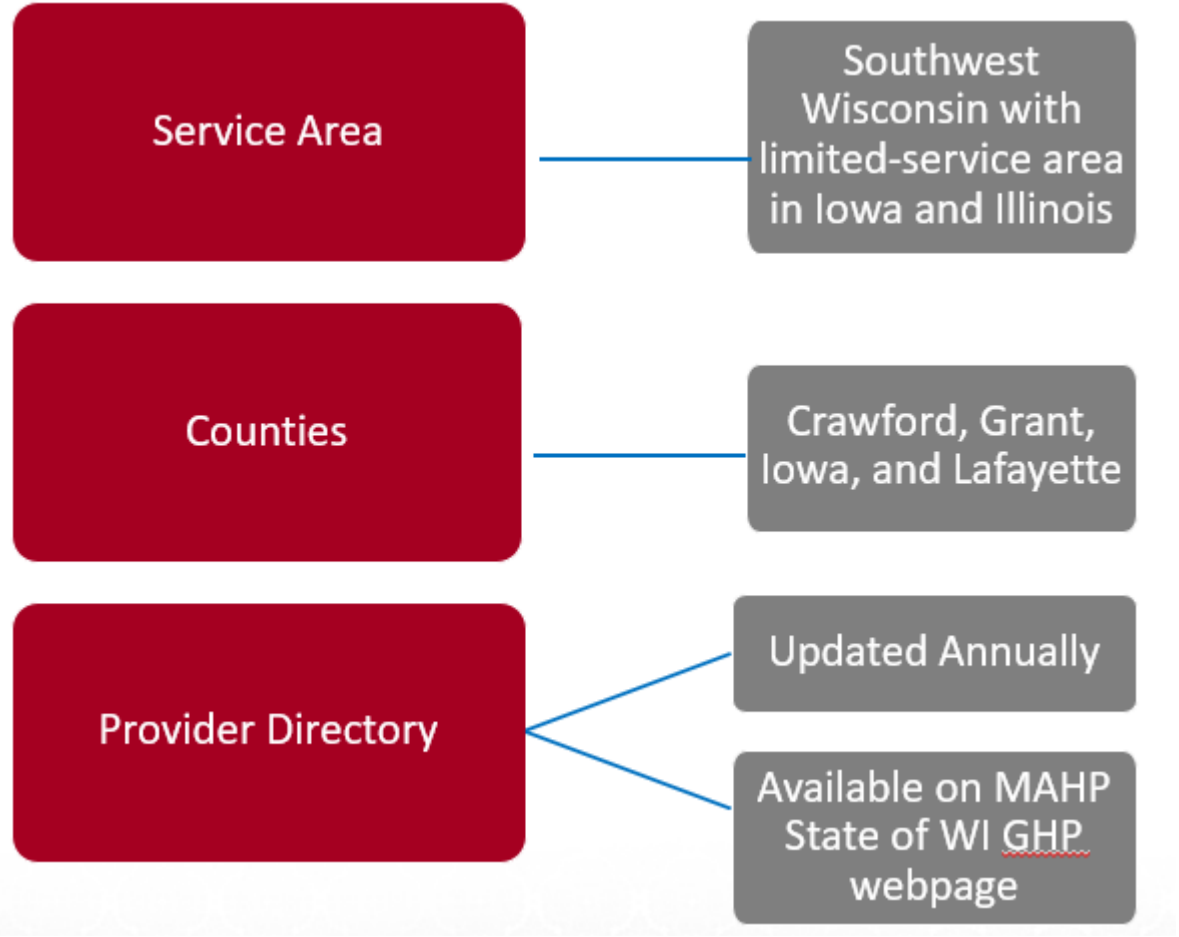 Service Area
Southwest
Wisconsin with
limited-service area
in Iowa and Illinois
Counties
Crawford, Grant,
Iowa, and Lafayette
Provider Directory
Updated Annually
Available on MAHP
State of WI GHP
webpage